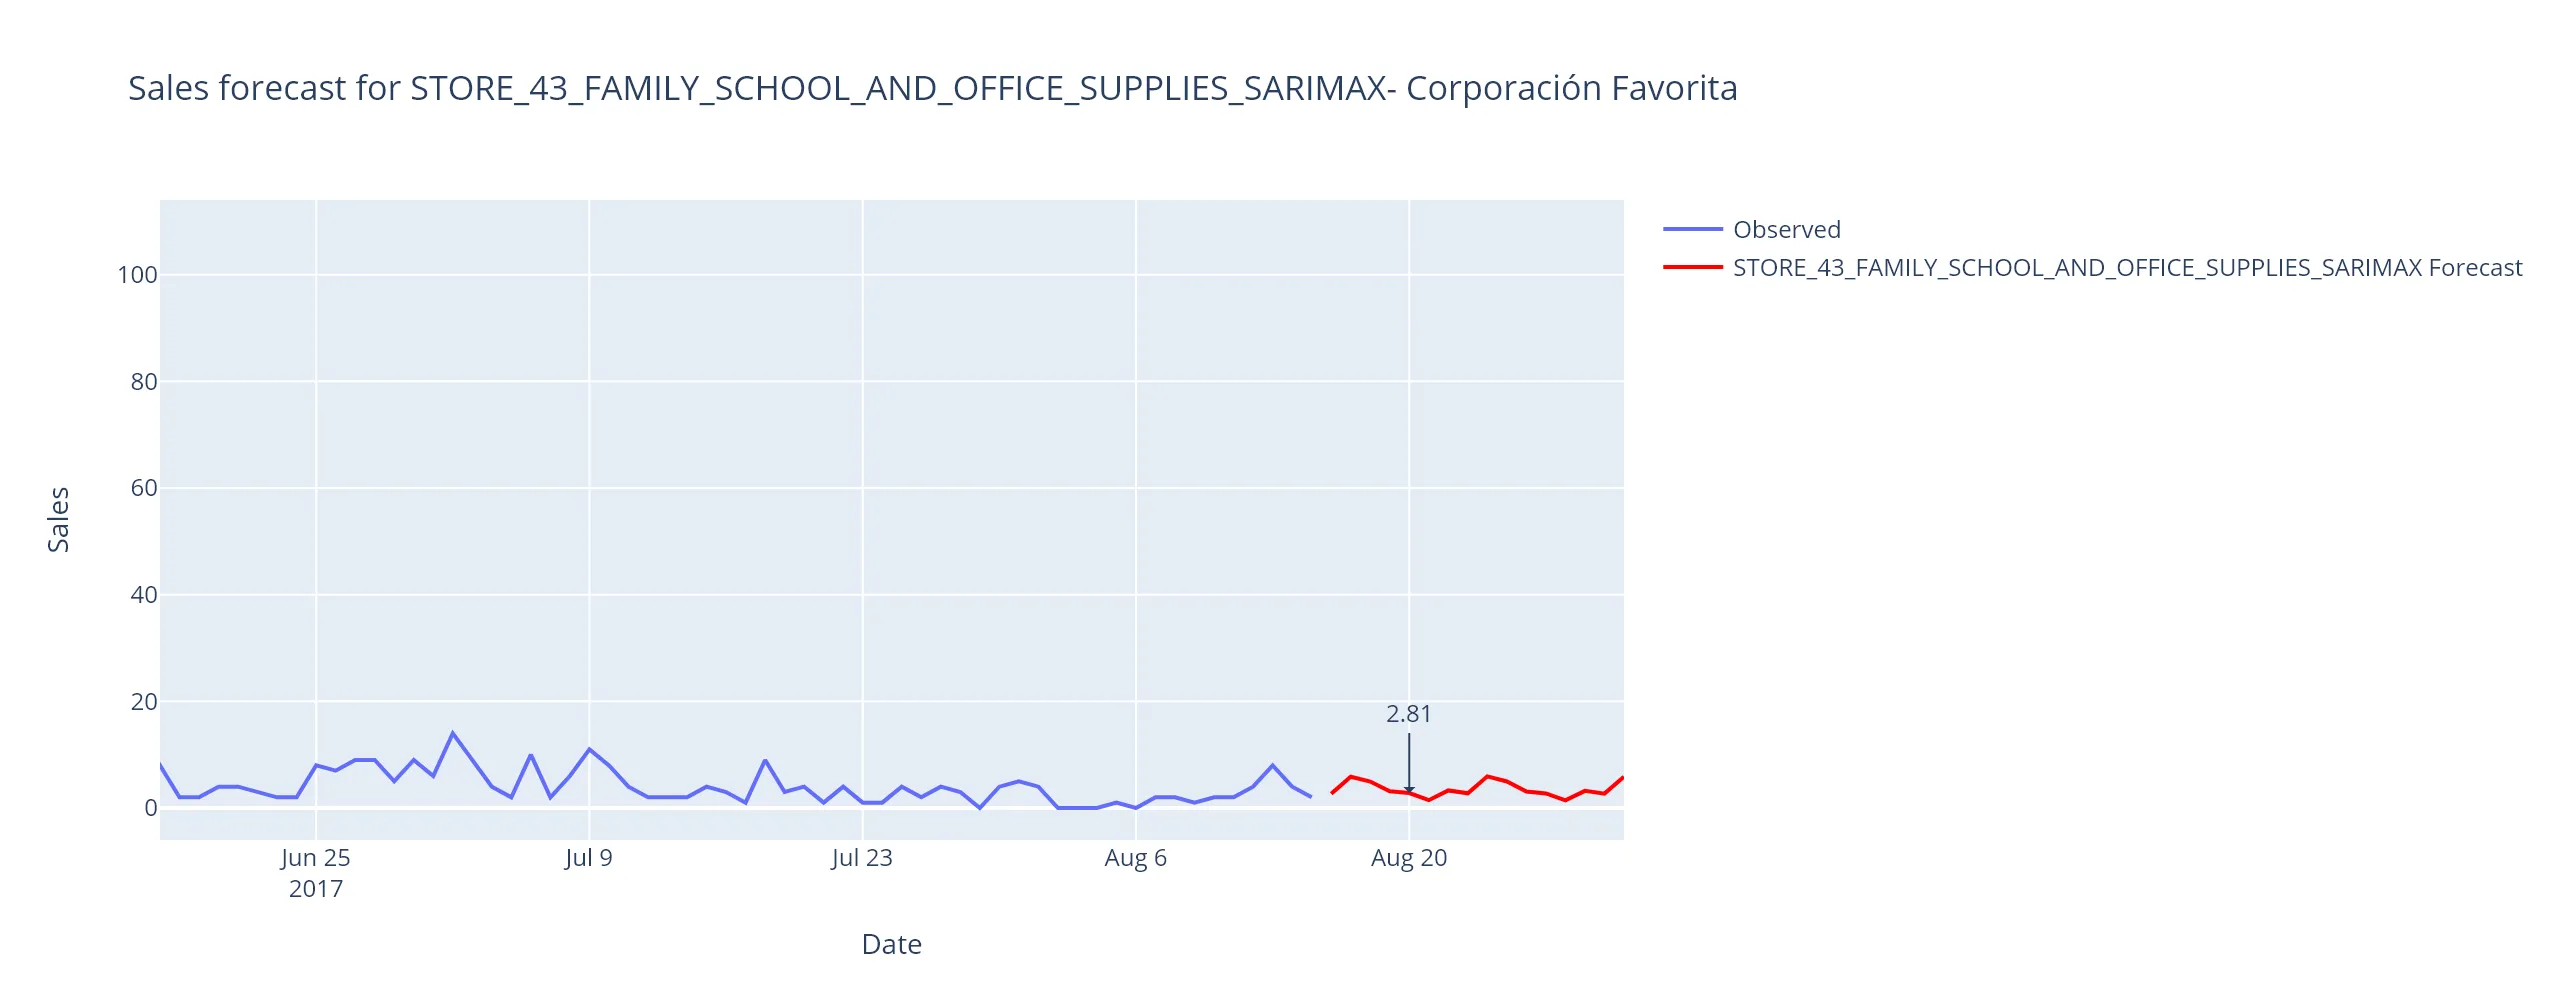 Sales forecast for STORE_43_FAMILY_SCHOOL_AND_OFFICE_SUPPLIES_SARIMAX- Corporación Favorita
Observed
STORE_43_FAMILY_SCHOOL_AND_OFFICE_SUPPLIES_SARIMAX Forecast
100
80
60
40
20
0
Sales
2.81
Jun 25
2017
Jul 9
Jul 23
Aug 6
Aug 20
Date